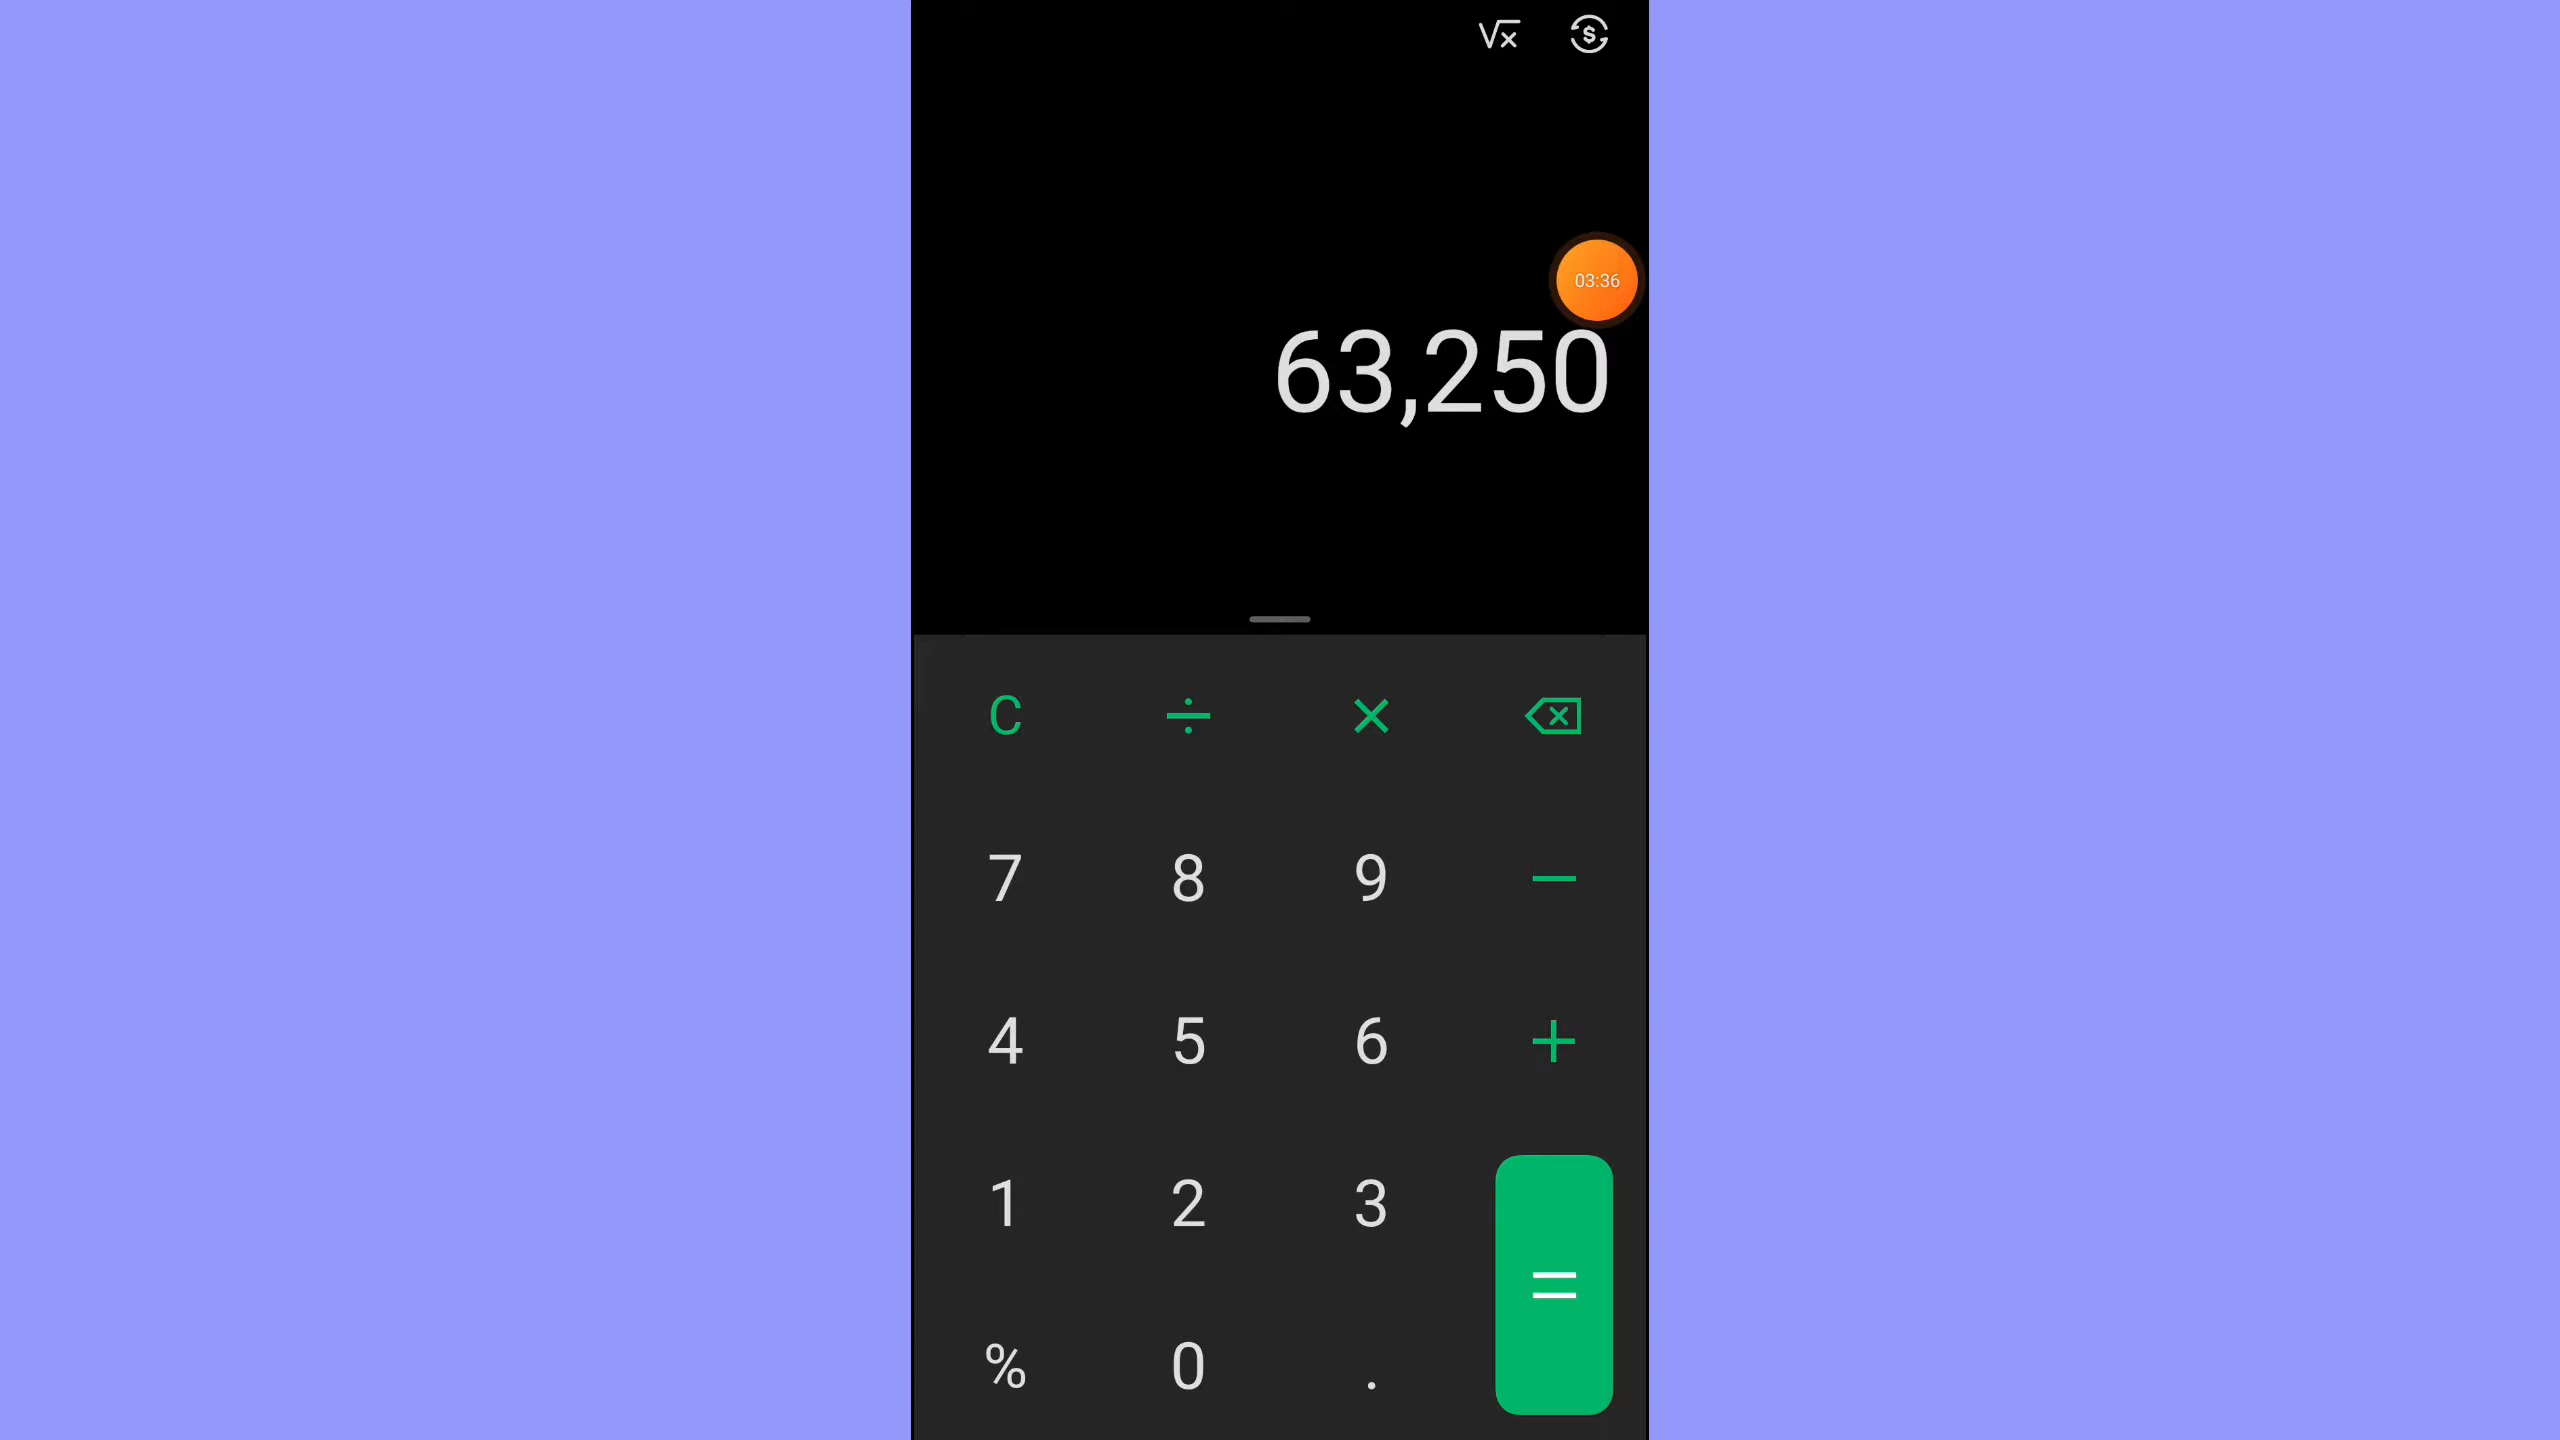 √x $
03:36
63,250
C ÷ ×
7 8 9 −
4 5 6 +
1 2 3
=
% 0 .